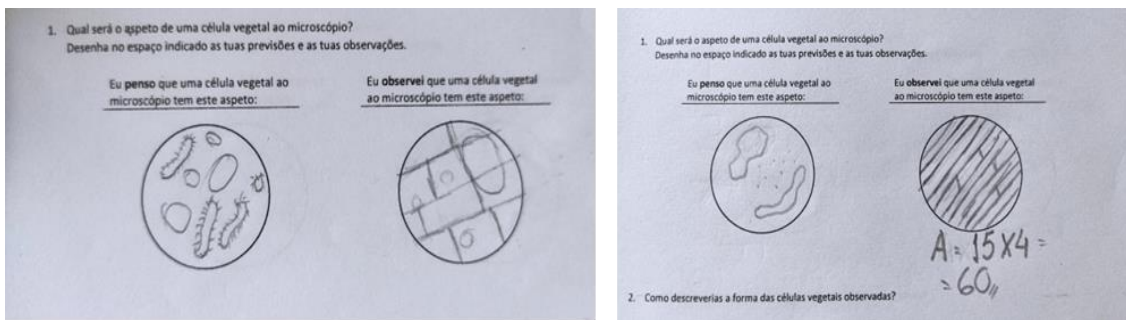 1. Qual será o aspeto de uma célula vegetal ao microscópio?
Desenha no espaço indicado as tuas previsões e as tuas observações.
Eu penso que uma célula vegetal ao
microscópio tem este aspeto:
Eu observei que uma célula vegetal
ao microscópio tem este aspeto:
1. Qual será o aspeto de uma célula vegetal ao microscópio?
Desenha no espaço indicado as tuas previsões e as tuas observações.
Eu penso que uma célula vegetal ao
microscópio tem este aspeto:
Eu observei que uma célula vegetal
ao microscópio tem este aspeto:
A = 15X4 =
= 60,,
2. Como descreverias a forma das células vegetais observadas?